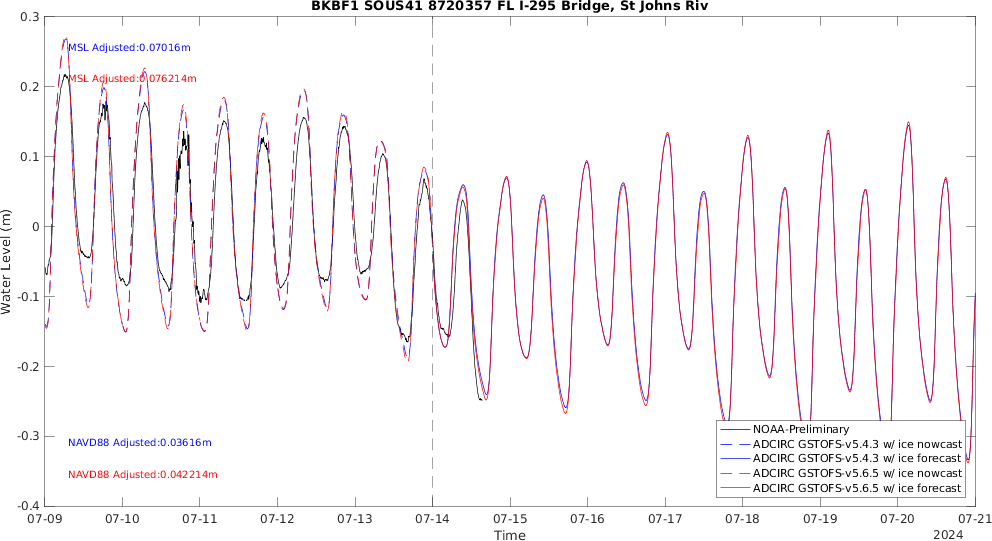 BKBF1 SOUS41 8720357 FL I-295 Bridge, St Johns Riv
0.3
0.2
0.1
0
-0.1
-0.2
-0.3
-0.4
Water Level (m)
MSL Adjusted:0.07016m
MSL Adjusted:0.076214m
NAVD88 Adjusted:0.03616m
NAVD88 Adjusted:0.042214m
NOAA-Preliminary
ADCIRC GSTOFS-v5.4.3 w/ ice nowcast
ADCIRC GSTOFS-v5.4.3 w/ ice forecast
ADCIRC GSTOFS-v5.6.5 w/ ice nowcast
ADCIRC GSTOFS-v5.6.5 w/ ice forecast
07-09 07-10 07-11 07-12 07-13 07-14 07-15 07-16 07-17 07-18 07-19 07-20 07-21
Time
2024